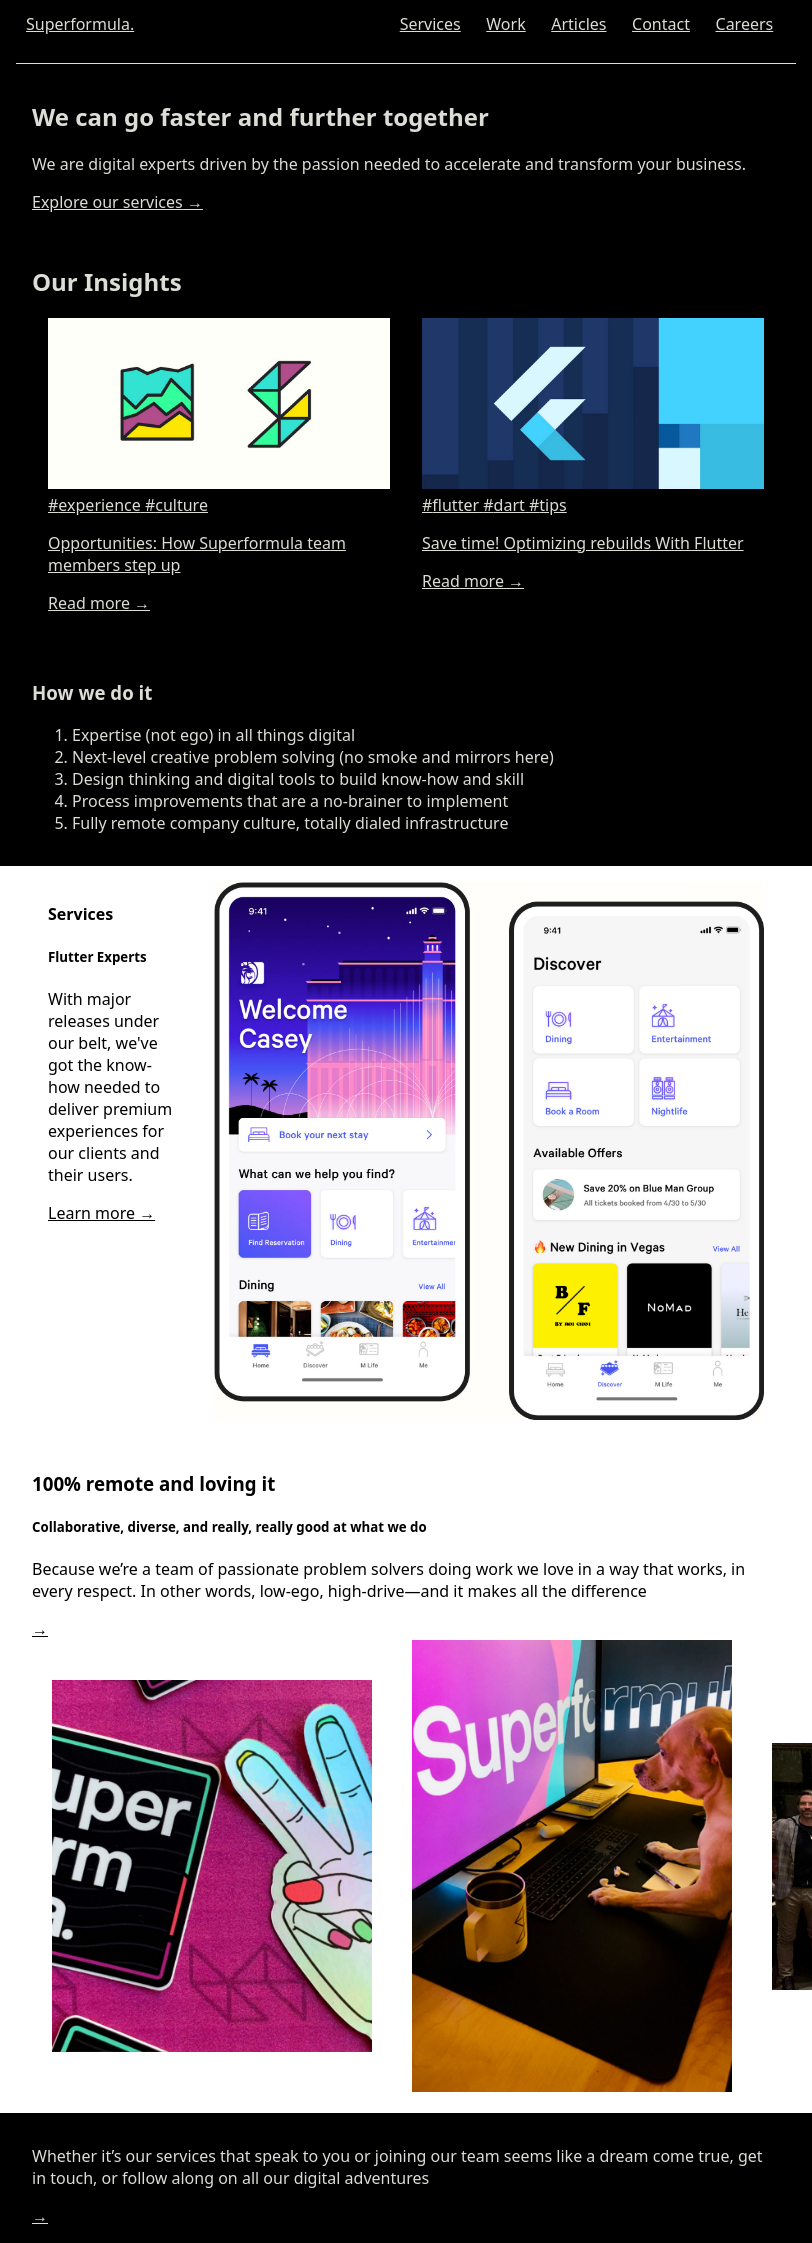 Superformula.
Services Work Articles Contact Careers
We can go faster and further together
We are digital experts driven by the passion needed to accelerate and transform your business.
Explore our services →
Our Insights
#experience #culture
Opportunities: How Superformula team
members step up
Read more →
#flutter #dart #tips
Save time! Optimizing rebuilds With Flutter
Read more →
How we do it
1. Expertise (not ego) in all things digital
2. Next-level creative problem solving (no smoke and mirrors here)
3. Design thinking and digital tools to build know-how and skill
4. Process improvements that are a no-brainer to implement
5. Fully remote company culture, totally dialed infrastructure
Services
Flutter Experts
With major
releases under
our belt, we've
got the know-
how needed to
deliver premium
experiences for
our clients and
their users.
Learn more →
9:41
Welcome
Casey
Book your next stay
What can we help you find?
Find Reservation
Dining
Entertainmen
Dining
View All
Home
Discover
M Life
Me
9:41
Discover
Dining
Entertainment
Book a Room
Nightlife
Available Offers
Save 20% on Blue Man Group
All tickets booked from 4/30 to 5/30
🔥 New Dining in Vegas
View All
B/F
BY ROI CHOI
NOMAD
Home
Discover
M Life
Me
100% remote and loving it
Collaborative, diverse, and really, really good at what we do
Because we’re a team of passionate problem solvers doing work we love in a way that works, in
every respect. In other words, low-ego, high-drive—and it makes all the difference
→
uper
rm
a.
Superformul
Whether it’s our services that speak to you or joining our team seems like a dream come true, get
in touch, or follow along on all our digital adventures
→